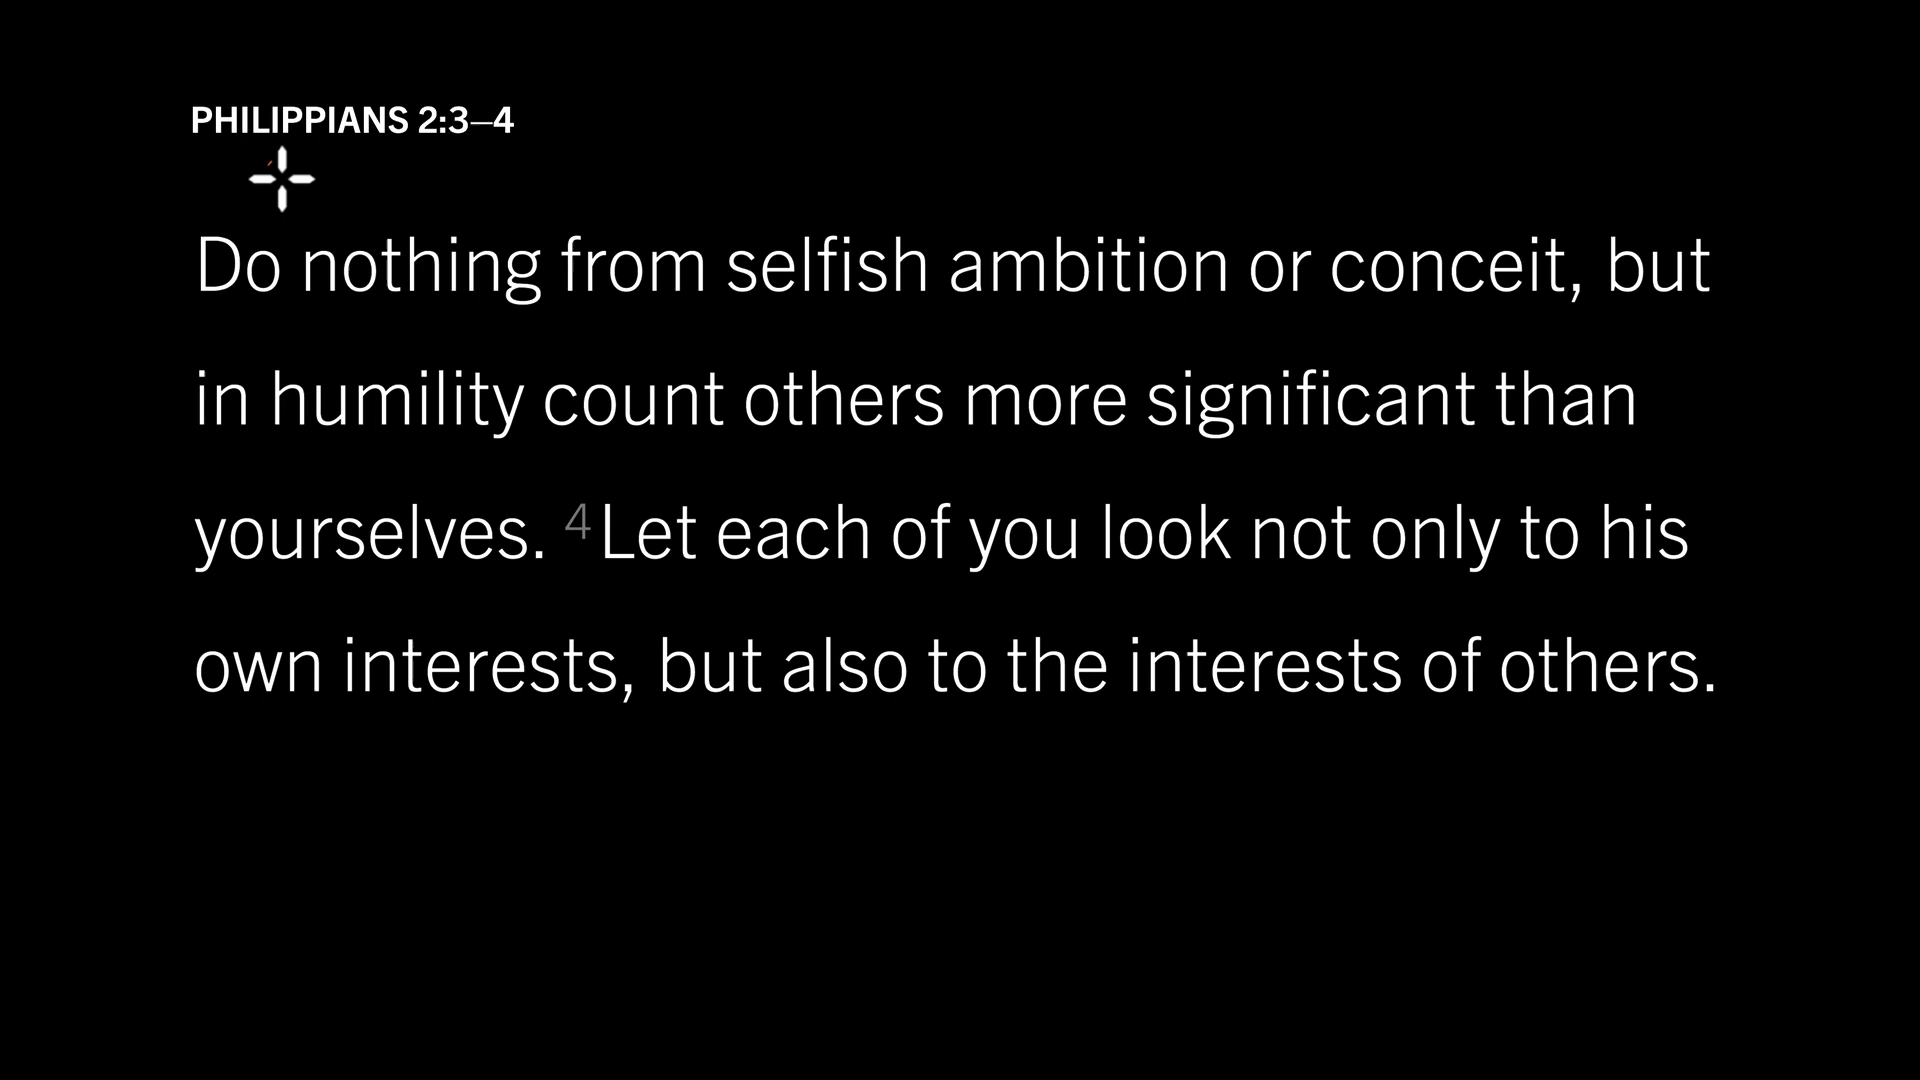 PHILIPPIANS 2:3–4
Do nothing from selfish ambition or conceit, but
in humility count others more significant than
yourselves. 4 Let each of you look not only to his
own interests, but also to the interests of others.